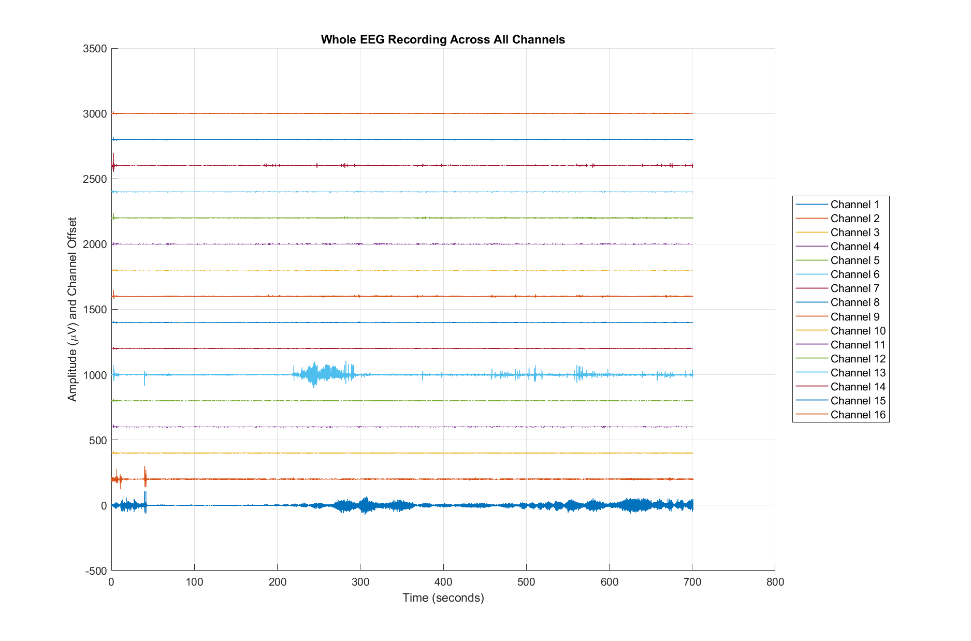 Whole EEG Recording Across All Channels
3500
3000
2500
2000
1500
1000
500
0
-500
Amplitude (μV) and Channel Offset
0 100 200 300 400 500 600 700 800
Time (seconds)
Channel 1
Channel 2
Channel 3
Channel 4
Channel 5
Channel 6
Channel 7
Channel 8
Channel 9
Channel 10
Channel 11
Channel 12
Channel 13
Channel 14
Channel 15
Channel 16